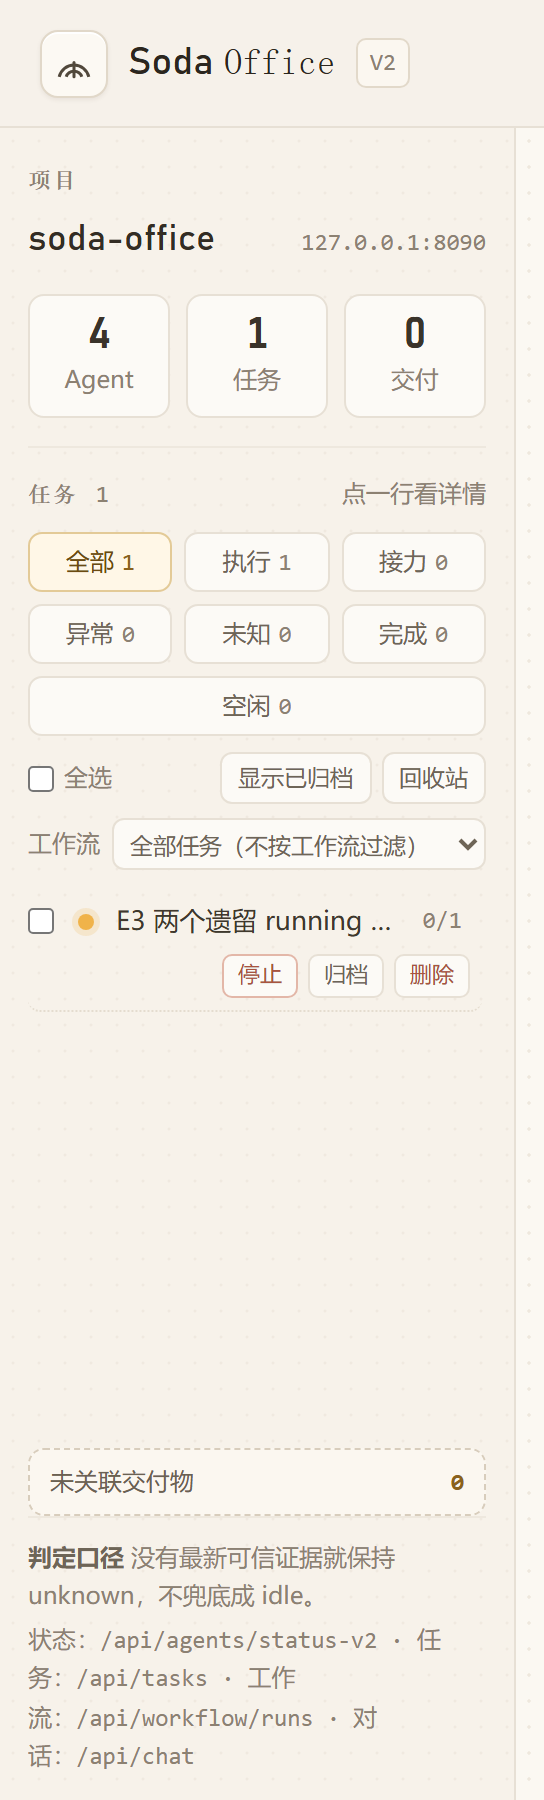 Soda Office V2
项目
soda-office 127.0.0.1:8090
4 1 0
Agent 任务 交付
任务 1 点一行看详情
全部 1 执行 1 接力 0
异常 0 未知 0 完成 0
空闲 0
全选 显示已归档 回收站
工作流 全部任务（不按工作流过滤）
E3 两个遗留 running ... 0/1
停止 归档 删除
未关联交付物 0
判定口径 没有最新可信证据就保持
unknown，不兜底成 idle。
状态：/api/agents/status-v2 · 任
务：/api/tasks · 工作
流：/api/workflow/runs · 对
话：/api/chat